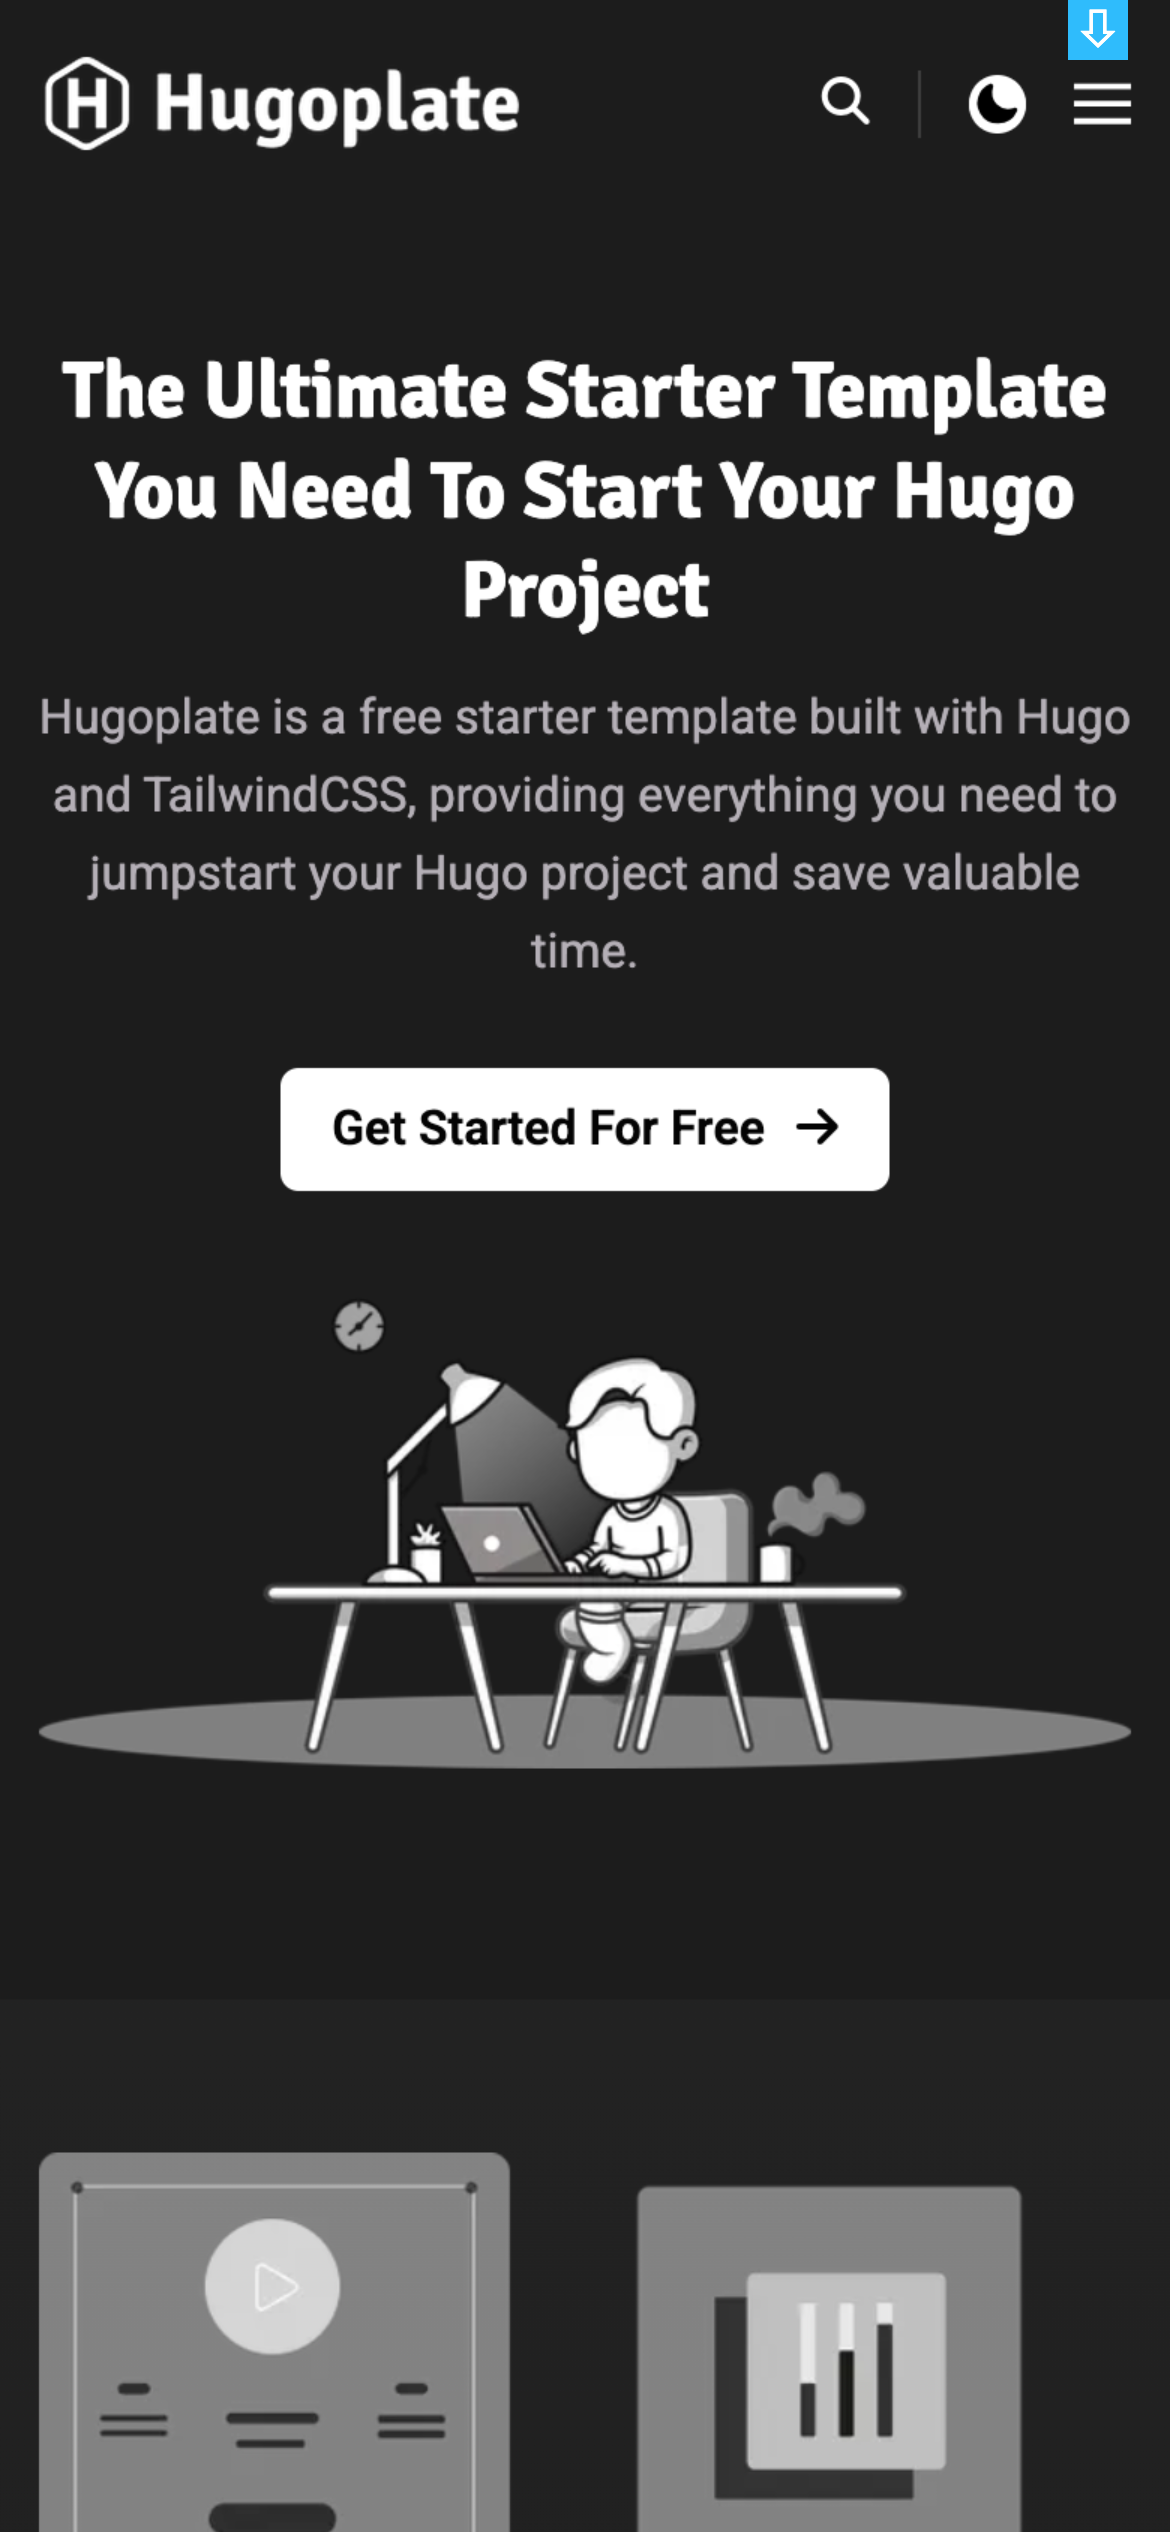 Hugoplate
The Ultimate Starter Template
You Need To Start Your Hugo
Project
Hugoplate is a free starter template built with Hugo
and TailwindCSS, providing everything you need to
jumpstart your Hugo project and save valuable
time.
Get Started For Free